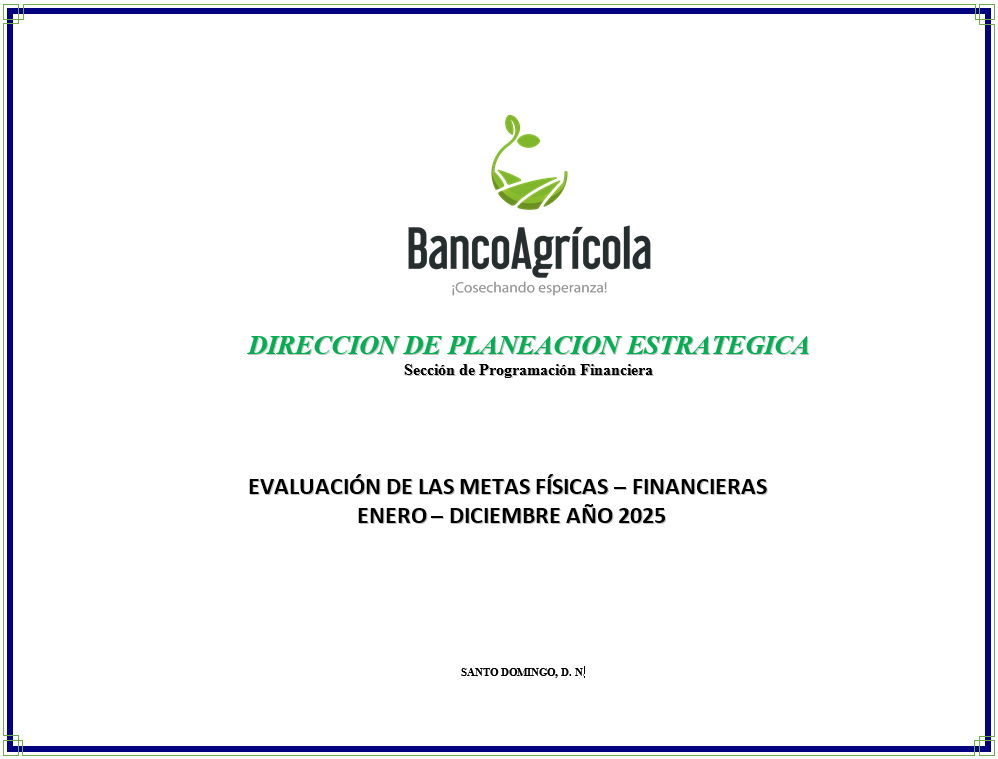 BancoAgrícola
¡Cosechando esperanza!
DIRECCION DE PLANEACION ESTRATEGICA
Sección de Programación Financiera
EVALUACIÓN DE LAS METAS FÍSICAS – FINANCIERAS
ENERO – DICIEMBRE AÑO 2025
SANTO DOMINGO, D. N